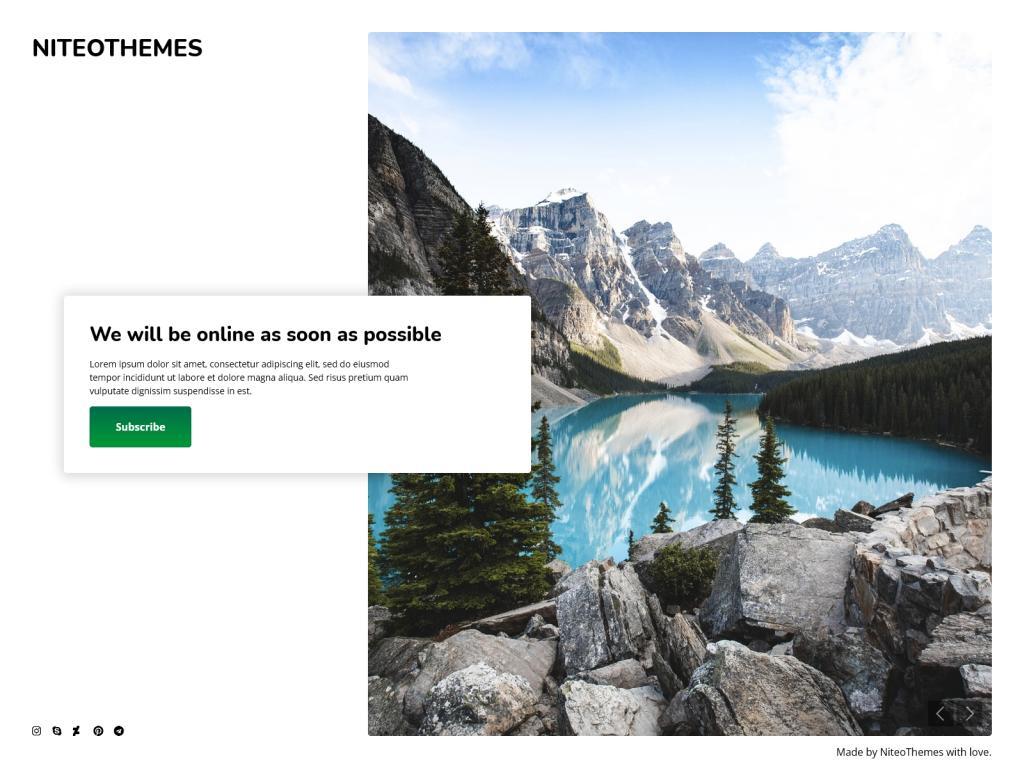 NITEOTHEMES
We will be online as soon as possible
Lorem ipsum dolor sit amet, consectetur adipiscing elit, sed do eiusmod
tempor incididunt ut labore et dolore magna aliqua. Sed risus pretium quam
vulputate dignissim suspendisse in est.
Subscribe
Made by NiteoThemes with love.